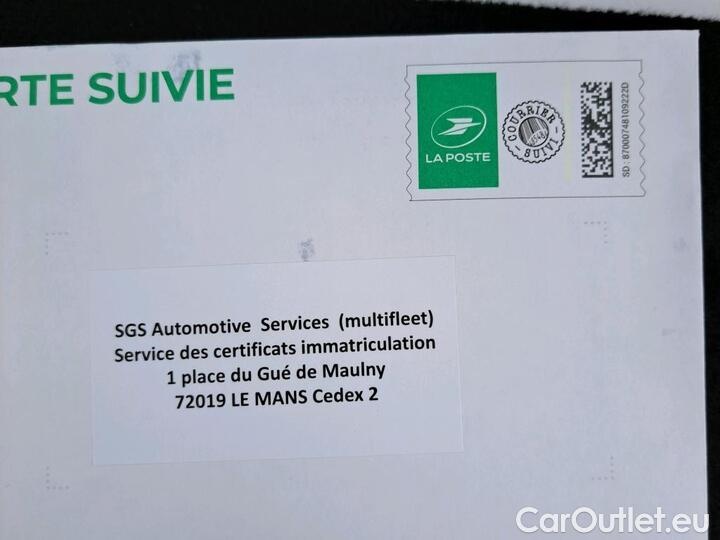 RTE SUIVIE
LA POSTE
COURRIER
SUIVI
SD : 87000748109222D
SGS Automotive Services (multifleet)
Service des certificats immatriculation
1 place du Gué de Maulny
72019 LE MANS Cedex 2
CarOutlet.eu